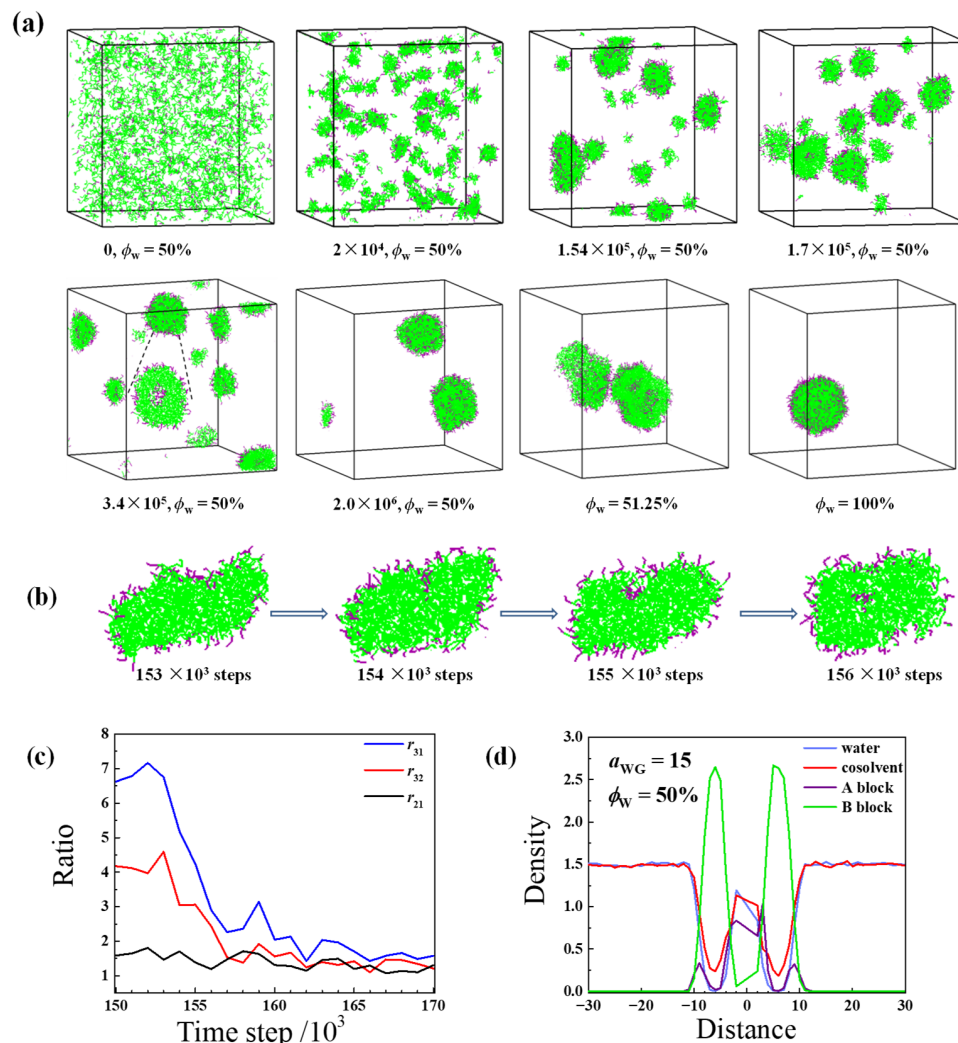 (a)
0, ϕw = 50%
2×10⁴, ϕw = 50%
1.54×10⁵, ϕw = 50%
1.7×10⁵, ϕw = 50%
3.4×10⁵, ϕw = 50%
2.0×10⁶, ϕw = 50%
ϕw = 51.25%
ϕw = 100%
(b)
153 ×10³ steps
154 ×10³ steps
155 ×10³ steps
156 ×10³ steps
(c)
Ratio
8
7
6
5
4
3
2
1
r31
r32
r21
150
155
160
165
170
Time step /10³
(d)
Density
3.0
2.5
2.0
1.5
1.0
0.5
0.0
aWG = 15
ϕW = 50%
water
cosolvent
A block
B block
-30
-20
-10
0
10
20
30
Distance